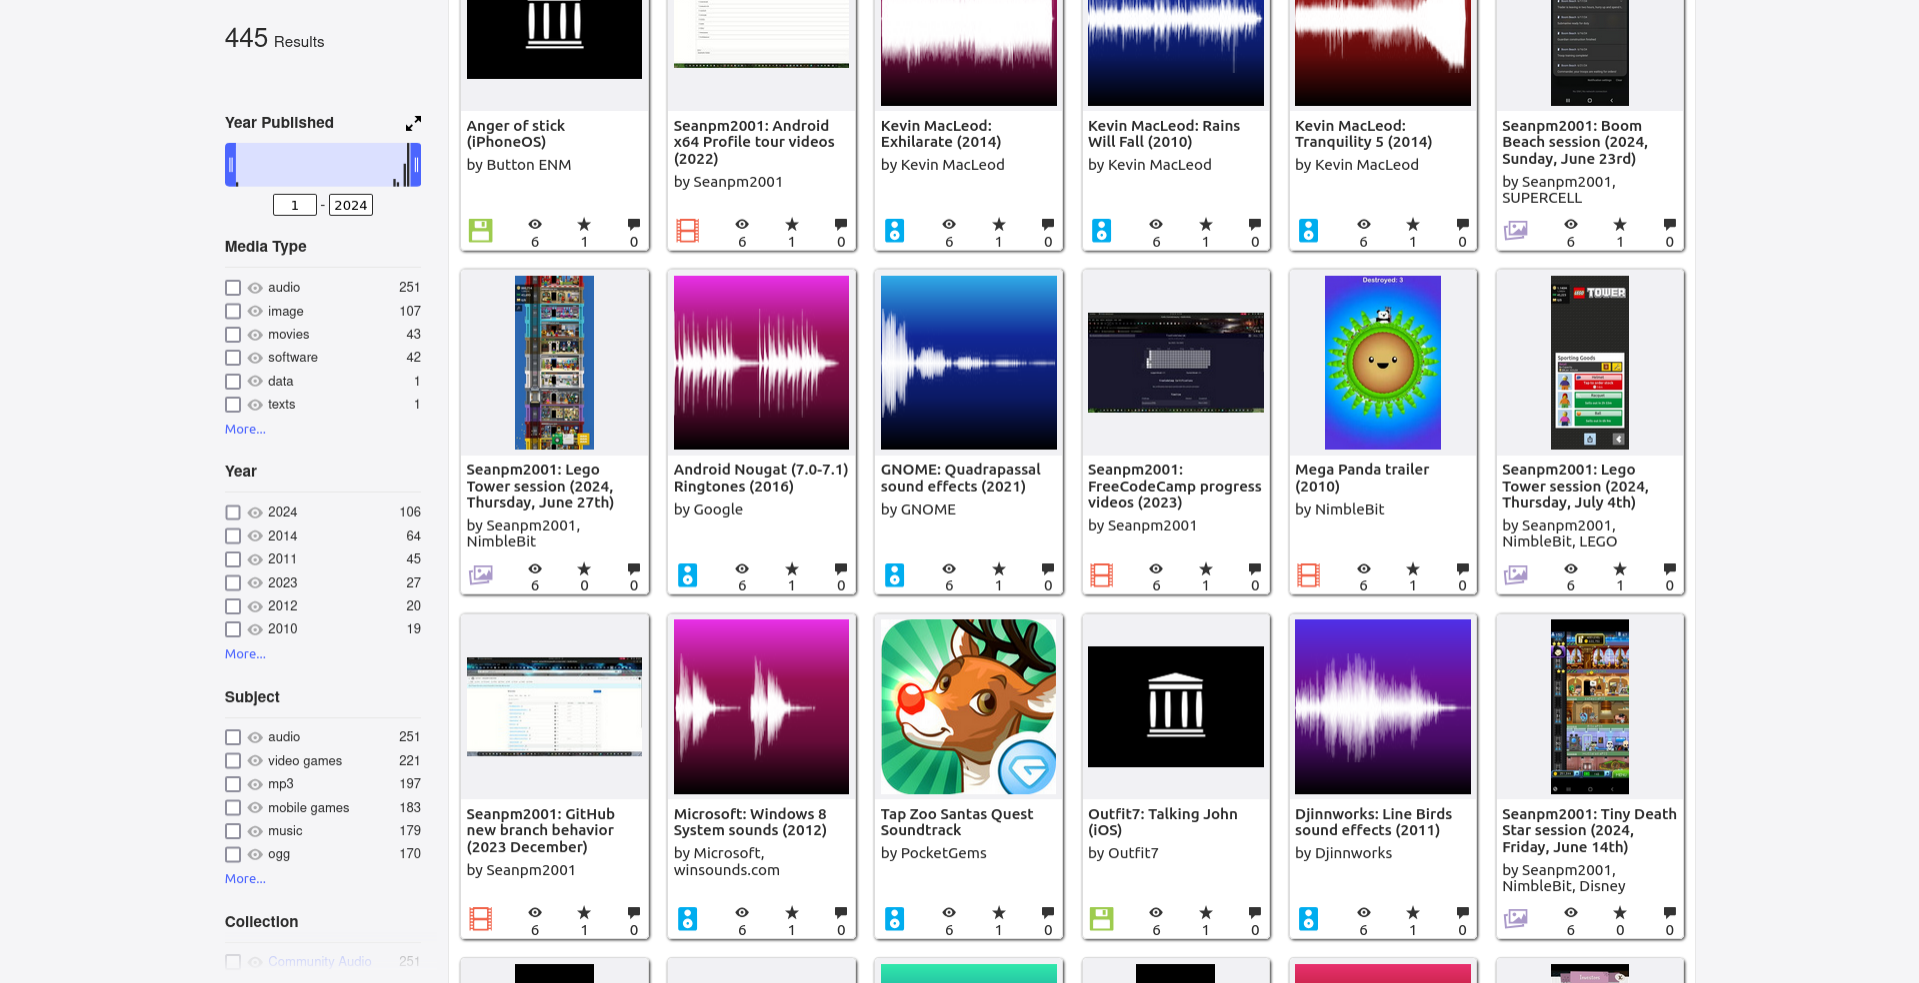 445 Results
Year Published
1 - 2024
Media Type
audio 251
image 107
movies 43
software 42
data 1
texts 1
More...
Year
2024 106
2014 64
2011 45
2023 27
2012 20
2010 19
More...
Subject
audio 251
video games 221
mp3 197
mobile games 183
music 179
ogg 170
More...
Collection
Community Audio 251
Anger of stick
(iPhoneOS)
by Button ENM
6 1 0
Seanpm2001: Android
x64 Profile tour videos
(2022)
by Seanpm2001
6 1 0
Kevin MacLeod:
Exhilarate (2014)
by Kevin MacLeod
6 1 0
Kevin MacLeod: Rains
Will Fall (2010)
by Kevin MacLeod
6 1 0
Kevin MacLeod:
Tranquility 5 (2014)
by Kevin MacLeod
6 1 0
Seanpm2001: Boom
Beach session (2024,
Sunday, June 23rd)
by Seanpm2001,
SUPERCELL
6 1 0
Seanpm2001: Lego
Tower session (2024,
Thursday, June 27th)
by Seanpm2001,
NimbleBit
6 0 0
Android Nougat (7.0-7.1)
Ringtones (2016)
by Google
6 1 0
GNOME: Quadrapassal
sound effects (2021)
by GNOME
6 1 0
Seanpm2001:
FreeCodeCamp progress
videos (2023)
by Seanpm2001
6 1 0
Destroyed: 3
Mega Panda trailer
(2010)
by NimbleBit
6 1 0
LEGO TOWER
Sporting Goods
Seanpm2001: Lego
Tower session (2024,
Thursday, July 4th)
by Seanpm2001,
NimbleBit, LEGO
6 1 0
Seanpm2001: GitHub
new branch behavior
(2023 December)
by Seanpm2001
6 1 0
Microsoft: Windows 8
System sounds (2012)
by Microsoft,
winsounds.com
6 1 0
Tap Zoo Santas Quest
Soundtrack
by PocketGems
6 1 0
Outfit7: Talking John
(iOS)
by Outfit7
6 1 0
Djinnworks: Line Birds
sound effects (2011)
by Djinnworks
6 1 0
Seanpm2001: Tiny Death
Star session (2024,
Friday, June 14th)
by Seanpm2001,
NimbleBit, Disney
6 0 0